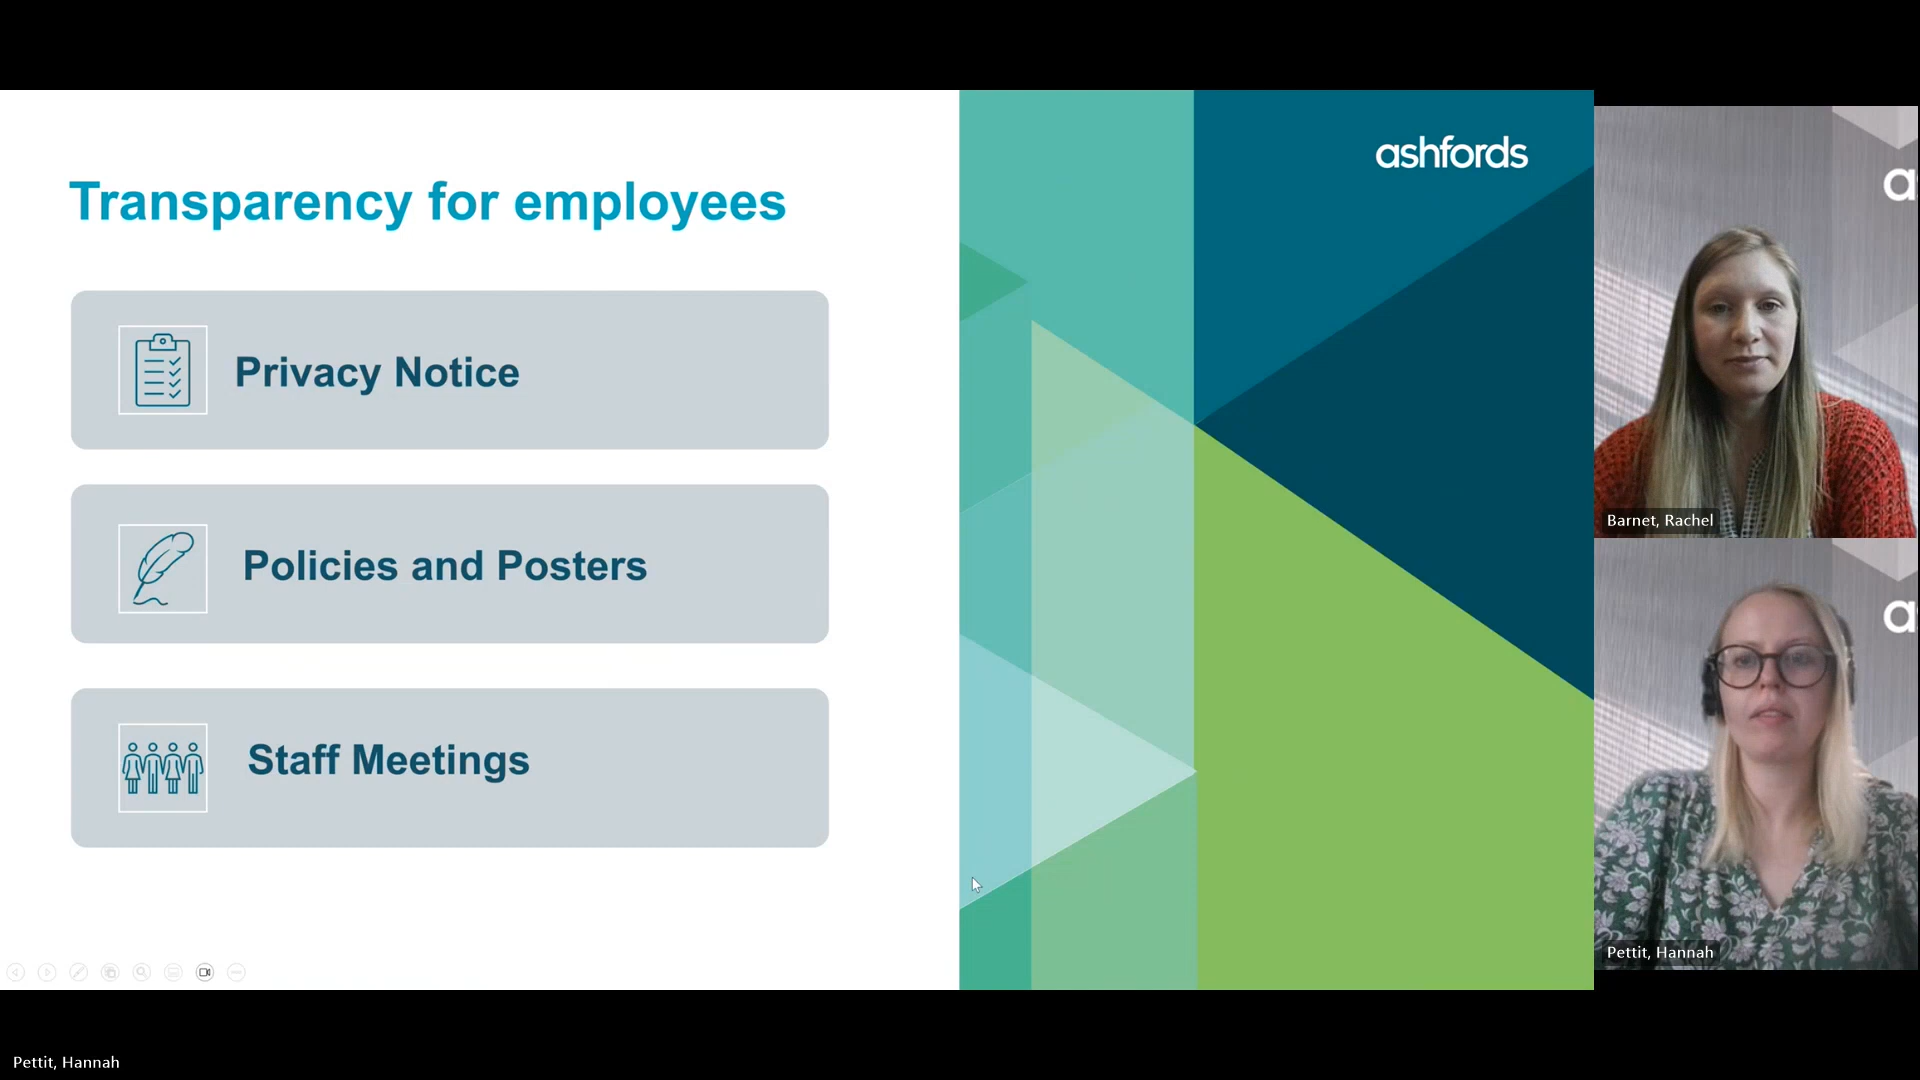 ashfords
Transparency for employees
Privacy Notice
Policies and Posters
Staff Meetings
a
Barnet, Rachel
a
Pettit, Hannah
Pettit, Hannah